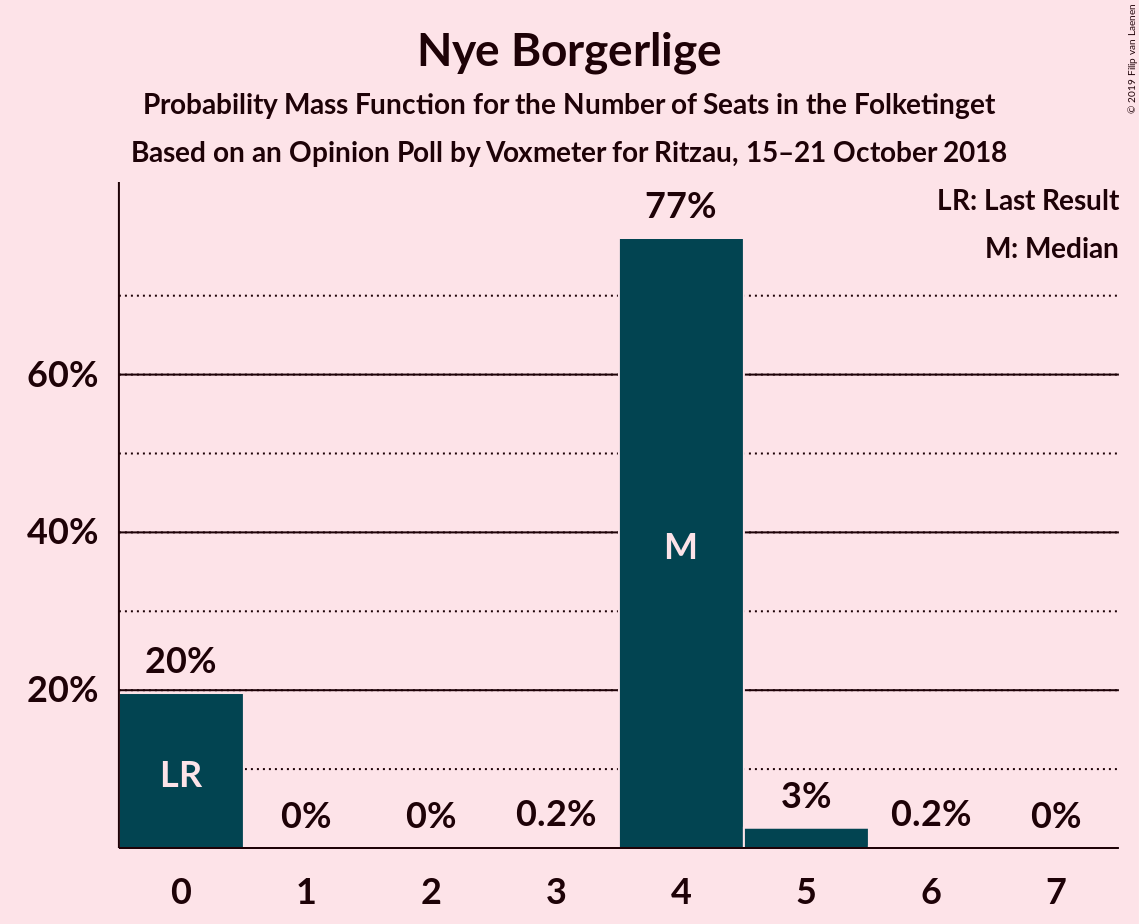 Nye Borgerlige
Probability Mass Function for the Number of Seats in the Folketinget
Based on an Opinion Poll by Voxmeter for Ritzau, 15–21 October 2018
© 2019 Filip van Laenen
LR: Last Result
M: Median
77%
60%
40%
M
20%
20%
LR
0%
0%
0.2%
3%
0.2%
0%
0 1 2 3 4 5 6 7